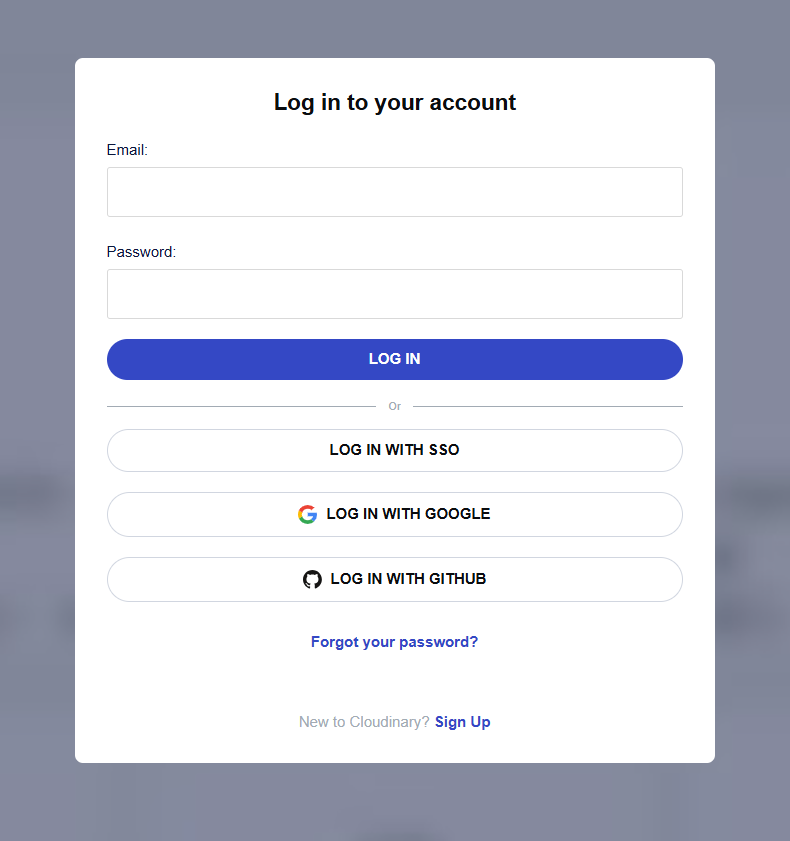 Log in to your account
Email:
Password:
LOG IN
Or
LOG IN WITH SSO
LOG IN WITH GOOGLE
LOG IN WITH GITHUB
Forgot your password?
New to Cloudinary? Sign Up